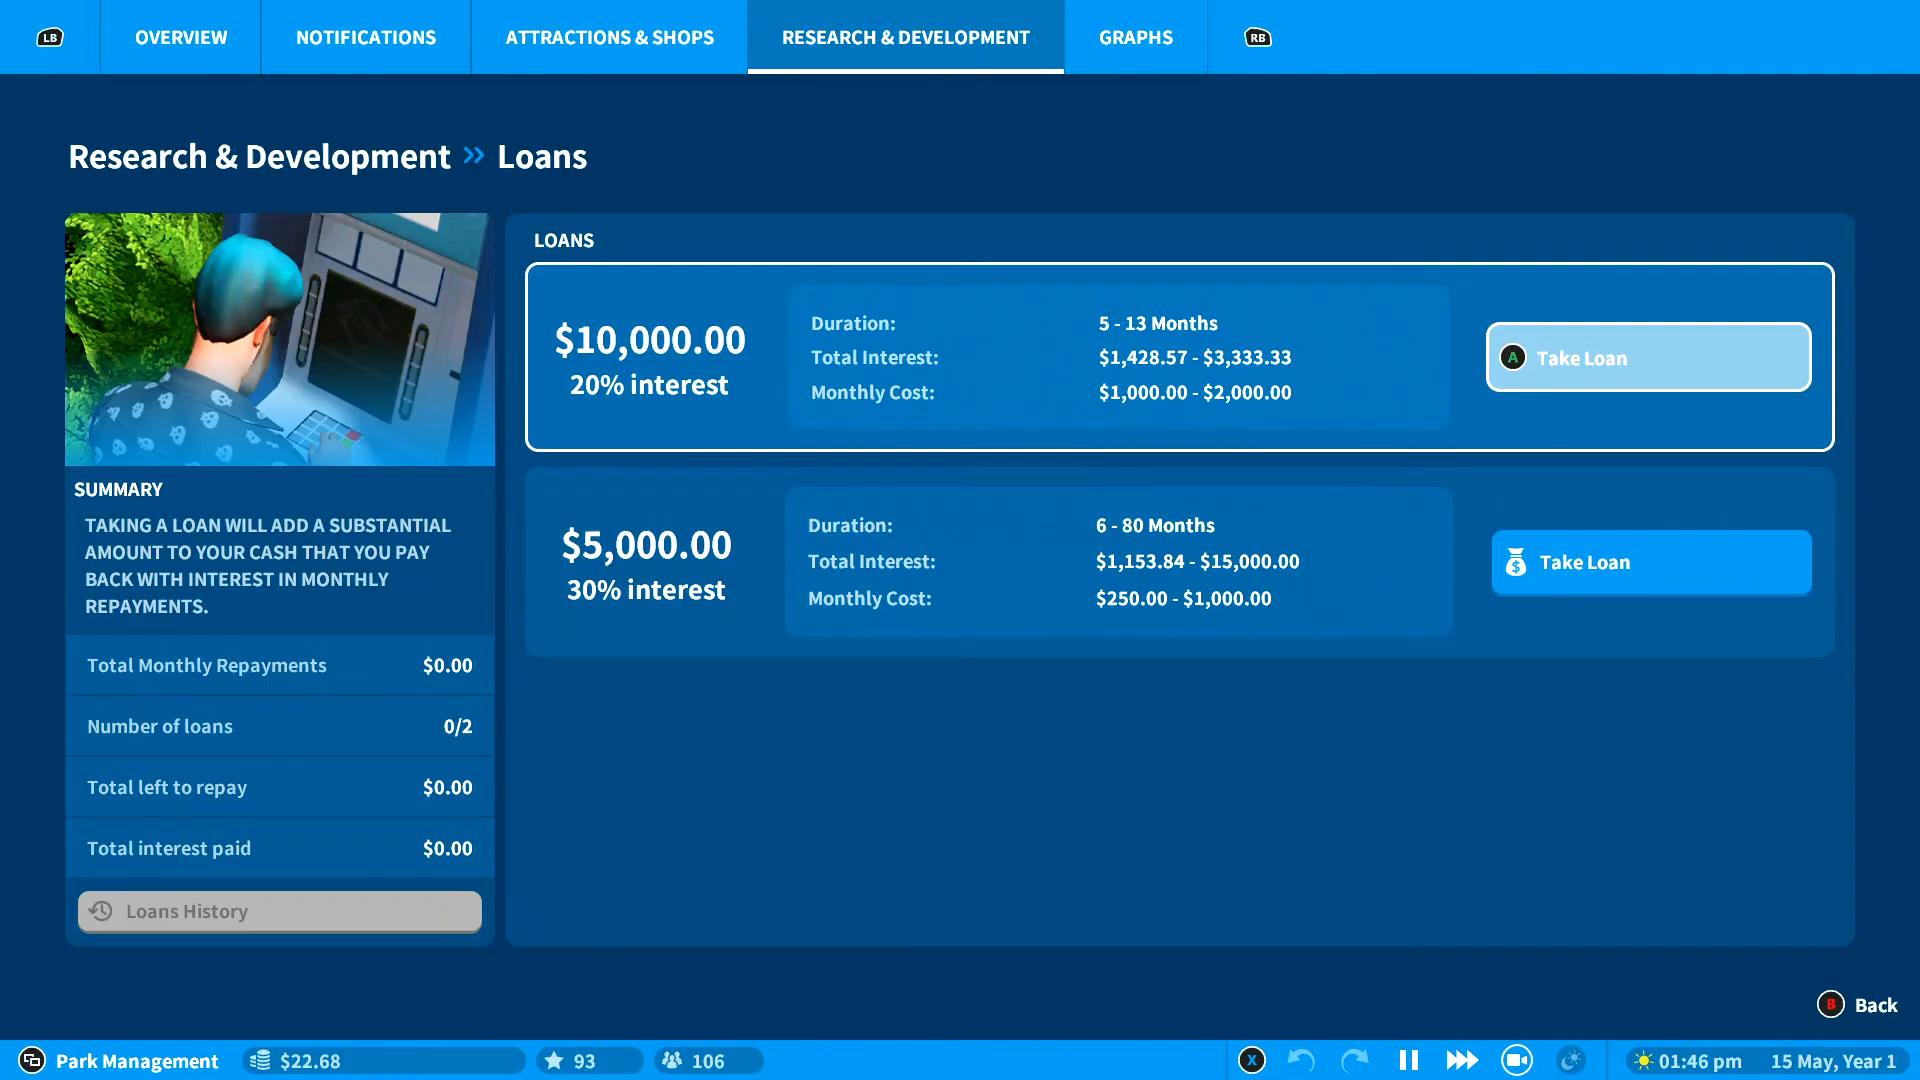 LB
OVERVIEW
NOTIFICATIONS
ATTRACTIONS & SHOPS
RESEARCH & DEVELOPMENT
GRAPHS
RB
Research & Development » Loans
SUMMARY
TAKING A LOAN WILL ADD A SUBSTANTIAL
AMOUNT TO YOUR CASH THAT YOU PAY
BACK WITH INTEREST IN MONTHLY
REPAYMENTS.
Total Monthly Repayments $0.00
Number of loans 0/2
Total left to repay $0.00
Total interest paid $0.00
Loans History
LOANS
$10,000.00
20% interest
Duration: 5 - 13 Months
Total Interest: $1,428.57 - $3,333.33
Monthly Cost: $1,000.00 - $2,000.00
A Take Loan
$5,000.00
30% interest
Duration: 6 - 80 Months
Total Interest: $1,153.84 - $15,000.00
Monthly Cost: $250.00 - $1,000.00
$ Take Loan
B Back
Park Management
$22.68
93
106
X
01:46 pm
15 May, Year 1